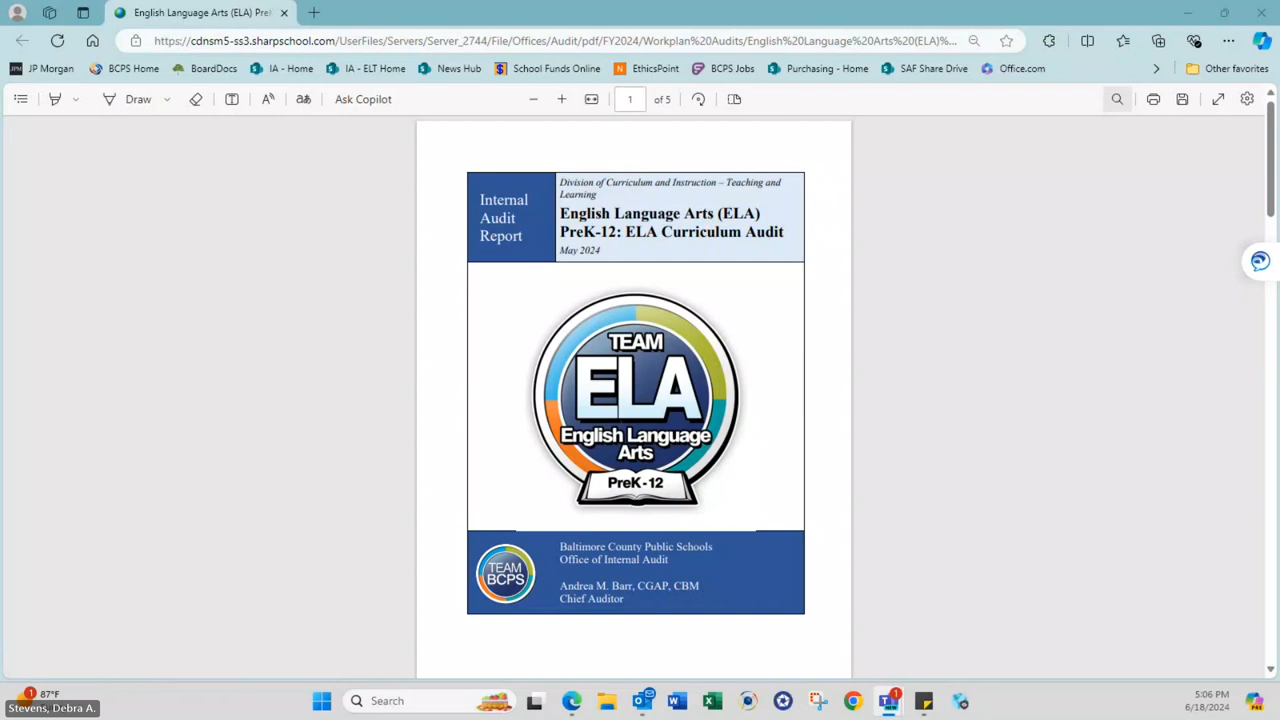 English Language Arts (ELA) Pre
https://cdnsm5-ss3.sharpschool.com/UserFiles/Servers/Server_2744/File/Offices/Audit/pdf/FY2024/Workplan%20Audits/English%20Language%20Arts%20(ELA)%...
JP Morgan
BCPS Home
BoardDocs
IA - Home
IA - ELT Home
News Hub
School Funds Online
EthicsPoint
BCPS Jobs
Purchasing - Home
SAF Share Drive
Office.com
Other favorites
Draw
Ask Copilot
1 of 5
Internal
Audit
Report
Division of Curriculum and Instruction – Teaching and
Learning
English Language Arts (ELA)
PreK-12: ELA Curriculum Audit
May 2024
TEAM
ELA
English Language
Arts
PreK-12
TEAM
BCPS
Baltimore County Public Schools
Office of Internal Audit
Andrea M. Barr, CGAP, CBM
Chief Auditor
1
87°F
Stevens, Debra A.
Search
1
5:06 PM
6/18/2024